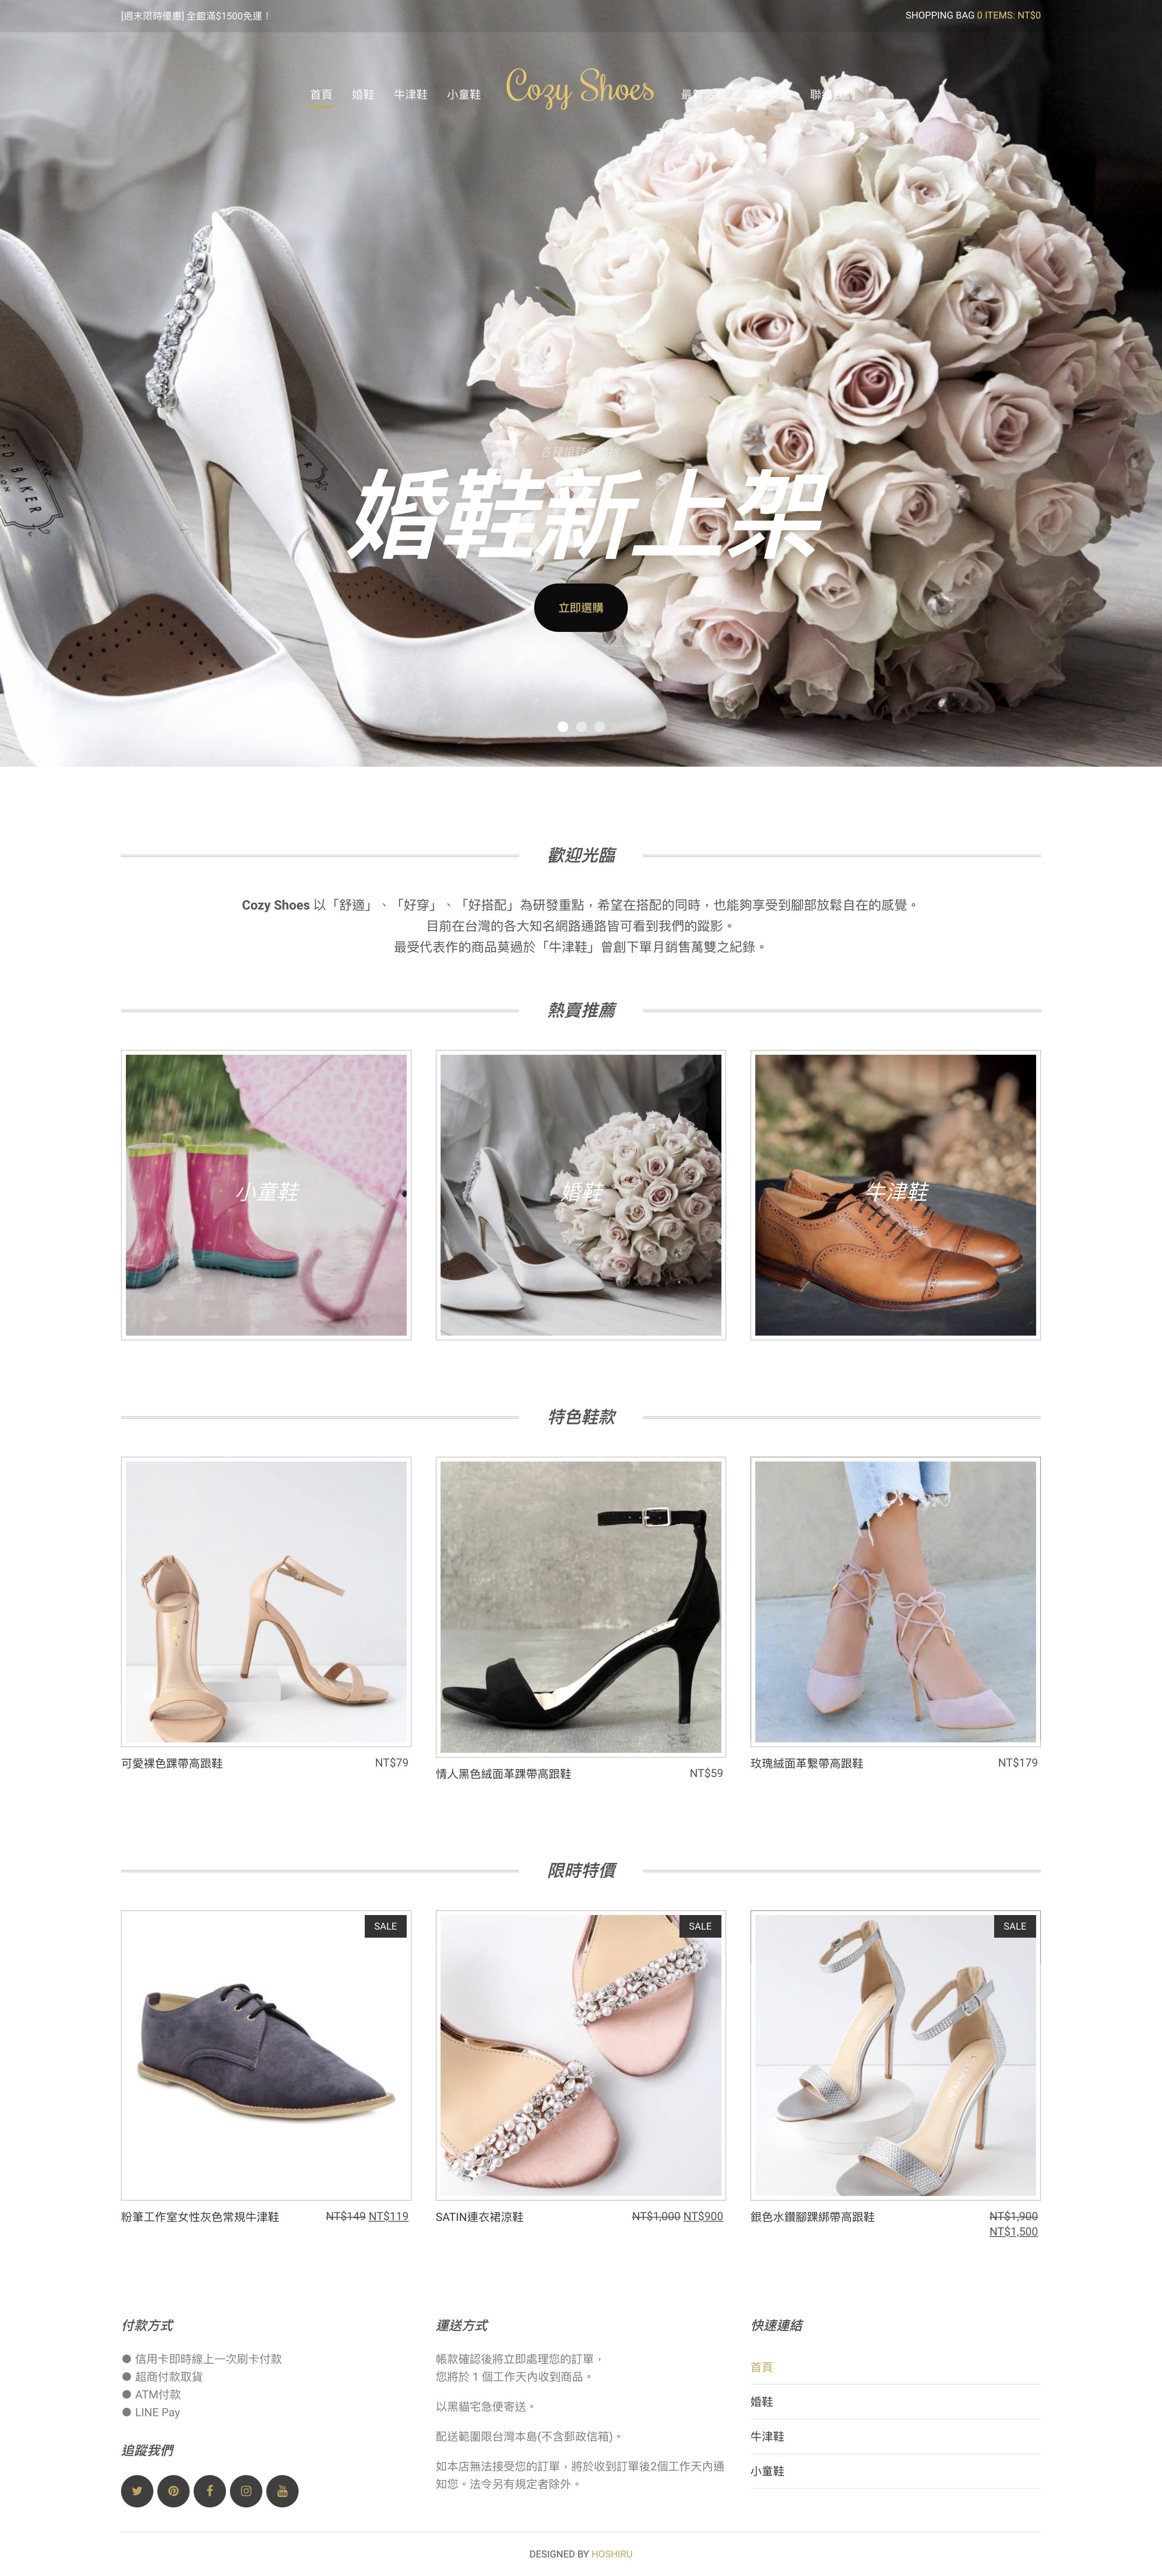 [週末限時優惠] 全館滿$1500免運！
SHOPPING BAG 0 ITEMS: NT$0
首頁
婚鞋
牛津鞋
小童鞋
Cozy Shoes
最新
聯絡我們
TED BAKER
婚鞋新上架
立即選購
歡迎光臨
Cozy Shoes 以「舒適」、「好穿」、「好搭配」為研發重點，希望在搭配的同時，也能夠享受到腳部放鬆自在的感覺。
目前在台灣的各大知名網路通路皆可看到我們的蹤影。
最受代表作的商品莫過於「牛津鞋」曾創下單月銷售萬雙之紀錄。
熱賣推薦
小童鞋
婚鞋
牛津鞋
特色鞋款
可愛裸色踝帶高跟鞋
NT$79
情人黑色絨面革踝帶高跟鞋
NT$59
玫瑰絨面革繫帶高跟鞋
NT$179
限時特價
SALE
SALE
SALE
粉筆工作室女性灰色常規牛津鞋
NT$149 NT$119
SATIN連衣裙涼鞋
NT$1,000 NT$900
銀色水鑽腳踝綁帶高跟鞋
NT$1,900
NT$1,500
付款方式
● 信用卡即時線上一次刷卡付款
● 超商付款取貨
● ATM付款
● LINE Pay
追蹤我們
運送方式
帳款確認後將立即處理您的訂單，
您將於 1 個工作天內收到商品。
以黑貓宅急便寄送。
配送範圍限台灣本島(不含郵政信箱)。
如本店無法接受您的訂單，將於收到訂單後2個工作天內通
知您。法令另有規定者除外。
快速連結
首頁
婚鞋
牛津鞋
小童鞋
DESIGNED BY HOSHIRU